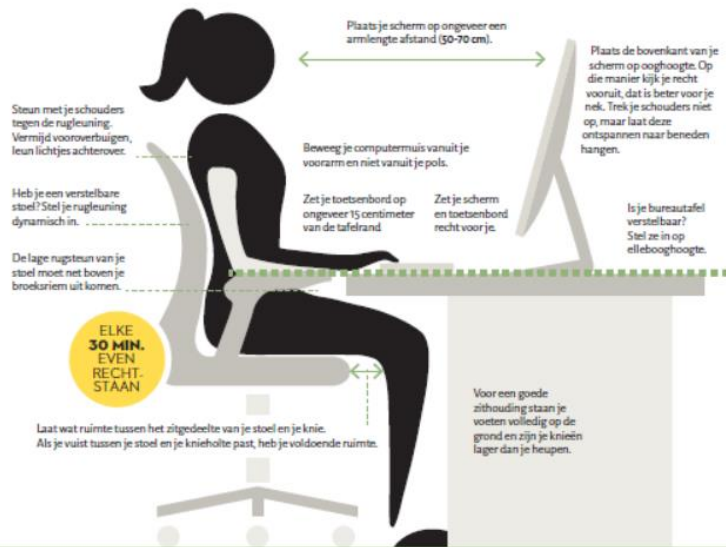 Plaats je scherm op ongeveer een
armlengte afstand (50-70 cm).
Plaats de bovenkant van je
scherm op ooghoogte. Op
die manier kijk je recht
vooruit, dat is beter voor je
nek. Trek je schouders niet
op, maar laat deze
ontspannen naar beneden
hangen.
Steun met je schouders
tegen de rugleuning.
Vermijd vooroverbuigen,
leun lichtjes achterover.
Beweeg je computermuis vanuit je
voorarm en niet vanuit je pols.
Heb je een verstelbare
stoel? Stel je rugleuning
dynamisch in.
Zet je toetsenbord op
ongeveer 15 centimeter
van de tafelrand
Zet je scherm
en toetsenbord
recht voor je.
Is je bureautafel
verstelbaar?
Stel ze in op
ellebooghoogte.
De lage rugsteun van je
stoel moet net boven je
broeksriem uit komen.
ELKE
30 MIN.
EVEN
RECHT-
STAAN
Voor een goede
zithouding staan je
voeten volledig op de
grond en zijn je knieën
lager dan je heupen.
Laat wat ruimte tussen het zitgedeelte van je stoel en je knie.
Als je vuist tussen je stoel en je knieholte past, heb je voldoende ruimte.